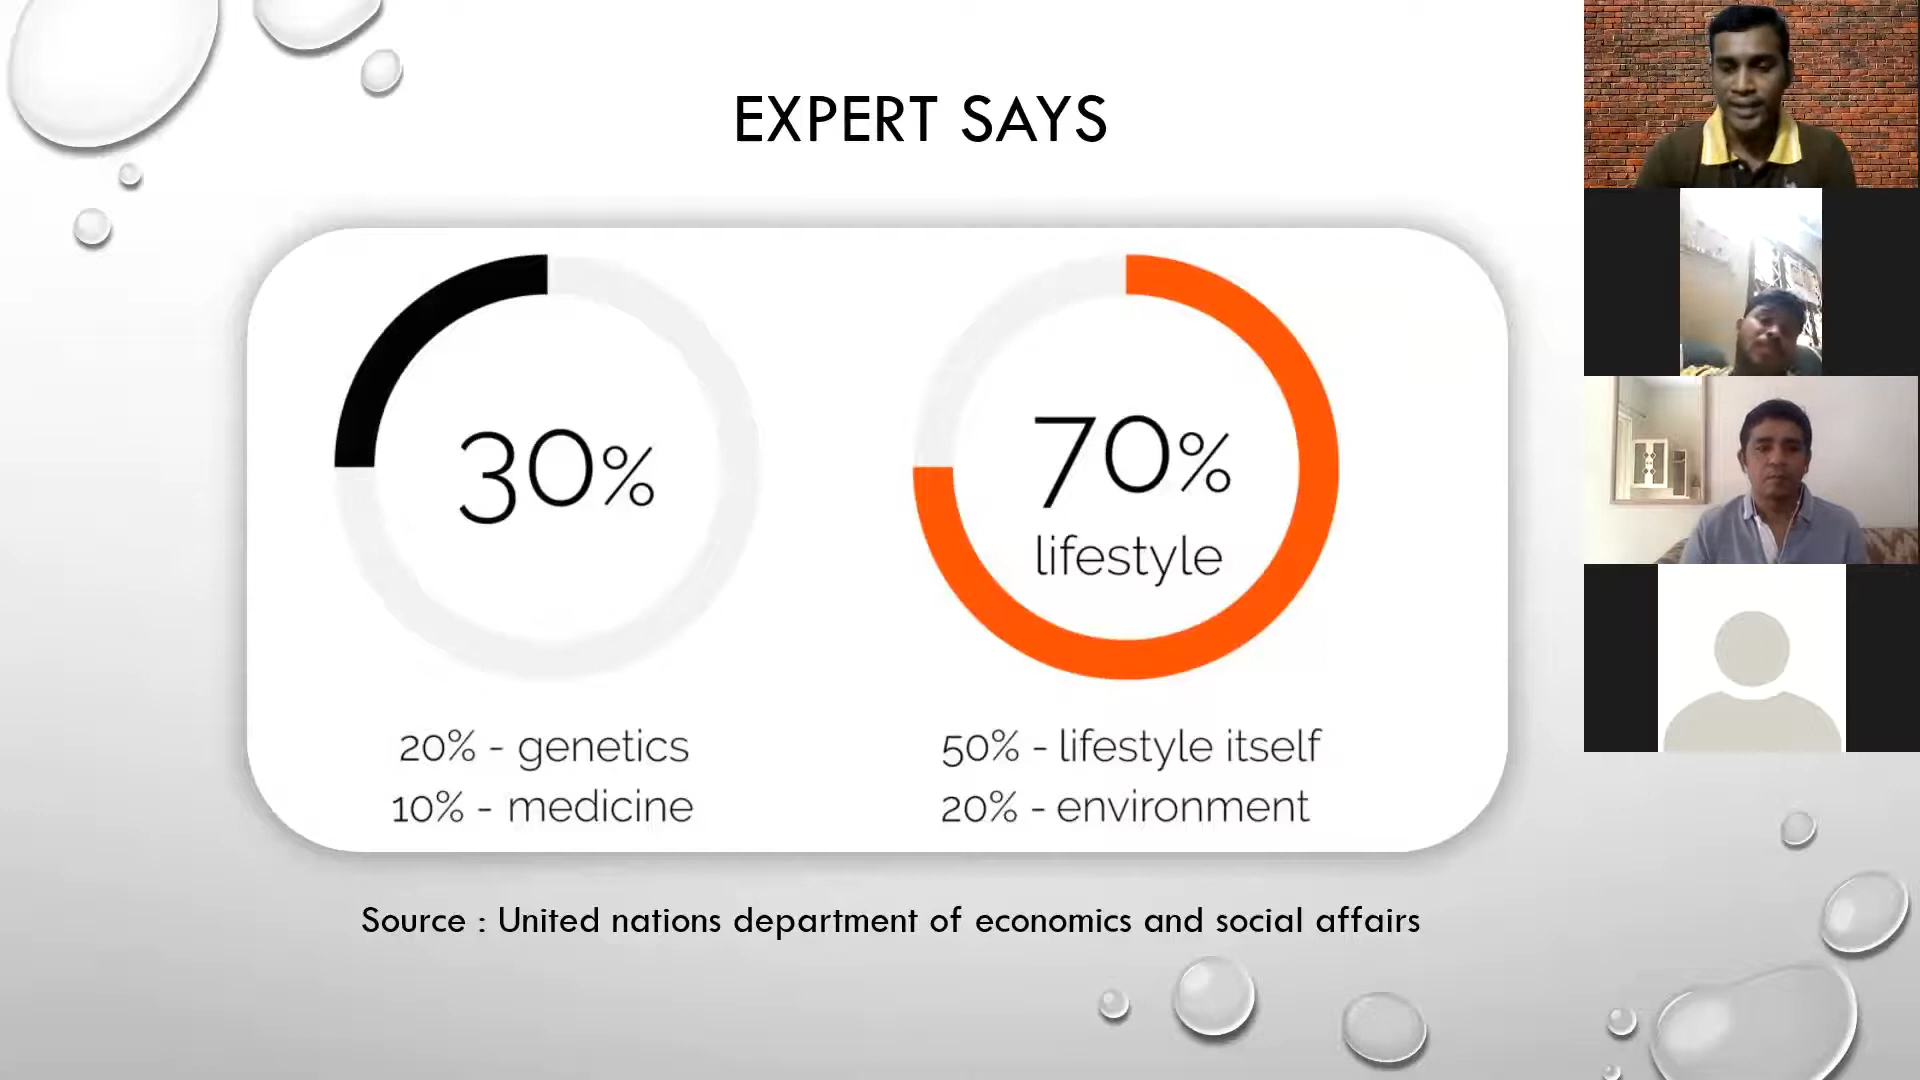 EXPERT SAYS
30%
70%
lifestyle
20% - genetics
10% - medicine
50% - lifestyle itself
20% - environment
Source : United nations department of economics and social affairs